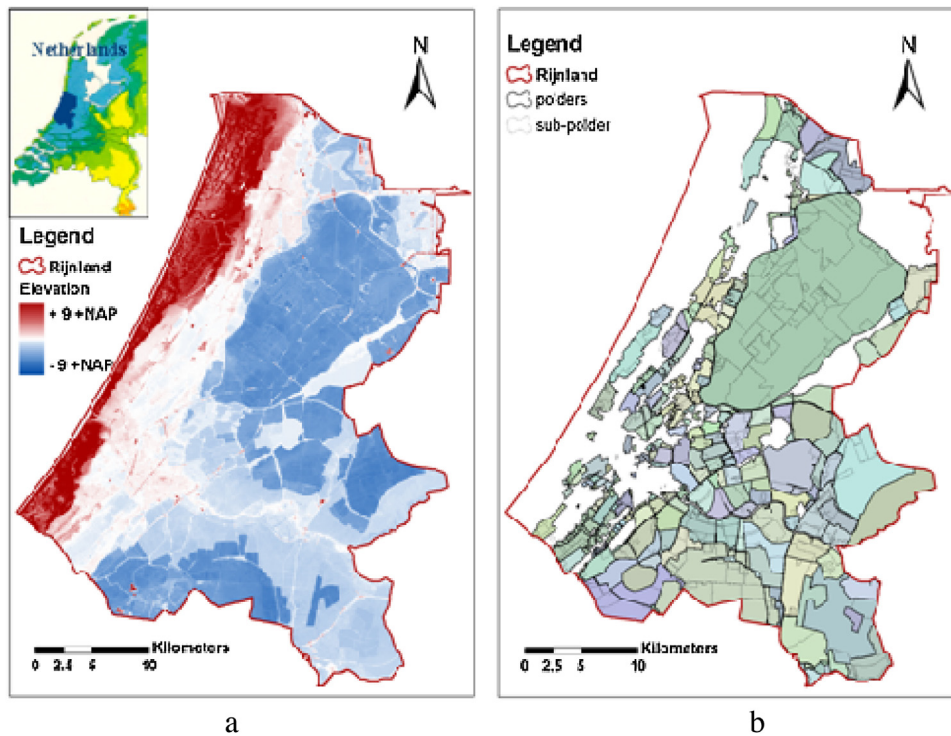 Netherlands
N
Legend
Rijnland
Elevation
+ 9 +NAP
- 9 +NAP
Kilometers
0 2.5 5 10
a
N
Legend
Rijnland
polders
sub-polder
Kilometers
0 2.5 5 10
b